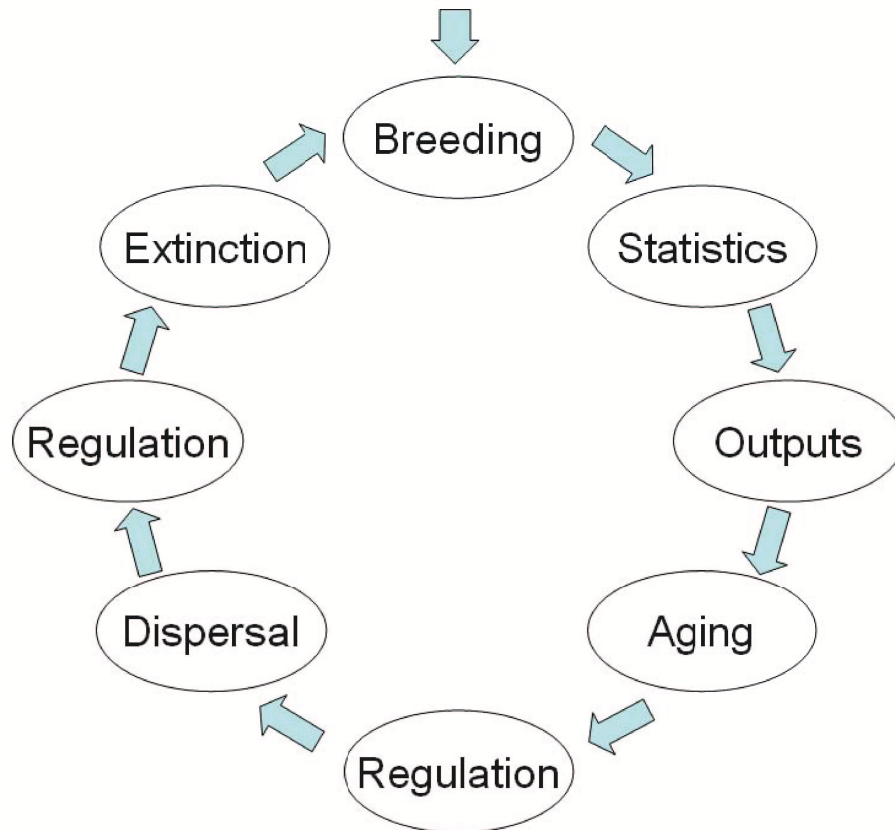 Breeding
Statistics
Outputs
Aging
Regulation
Dispersal
Regulation
Extinction